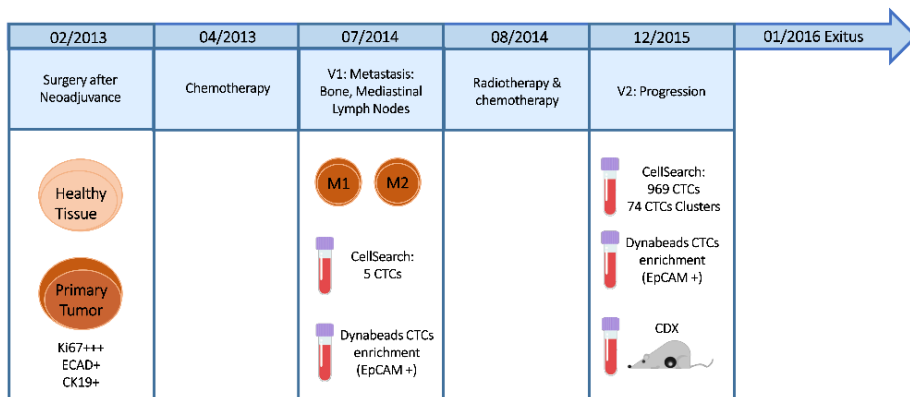 02/2013
04/2013
07/2014
08/2014
12/2015
01/2016 Exitus
Surgery after
Neoadjuvance
Chemotherapy
V1: Metastasis:
Bone, Mediastinal
Lymph Nodes
Radiotherapy &
chemotherapy
V2: Progression
Healthy
Tissue
Primary
Tumor
Ki67+++
ECAD+
CK19+
M1
M2
CellSearch:
5 CTCs
Dynabeads CTCs
enrichment
(EpCAM +)
CellSearch:
969 CTCs
74 CTCs Clusters
Dynabeads CTCs
enrichment
(EpCAM +)
CDX